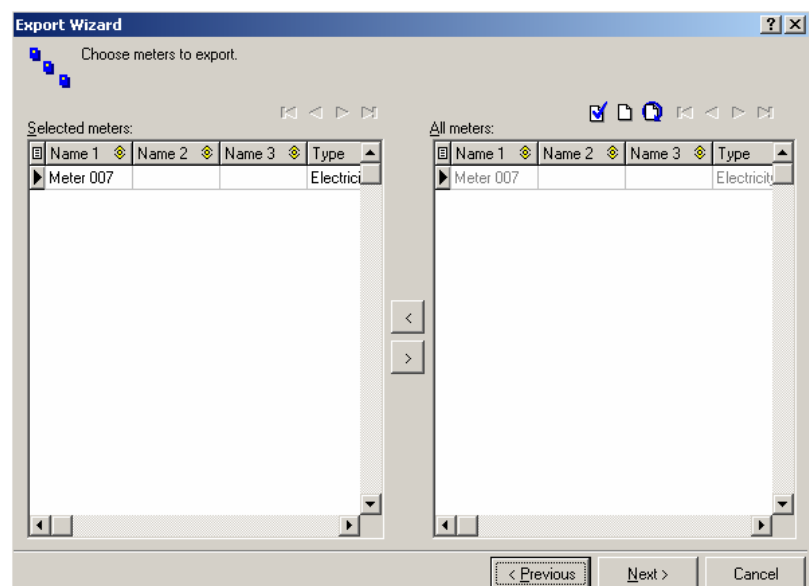 Export Wizard
Choose meters to export.
Selected meters:
Name 1 Name 2 Name 3 Type
Meter 007 Electrici
All meters:
Name 1 Name 2 Name 3 Type
Meter 007 Electricity
<
>
< Previous Next > Cancel